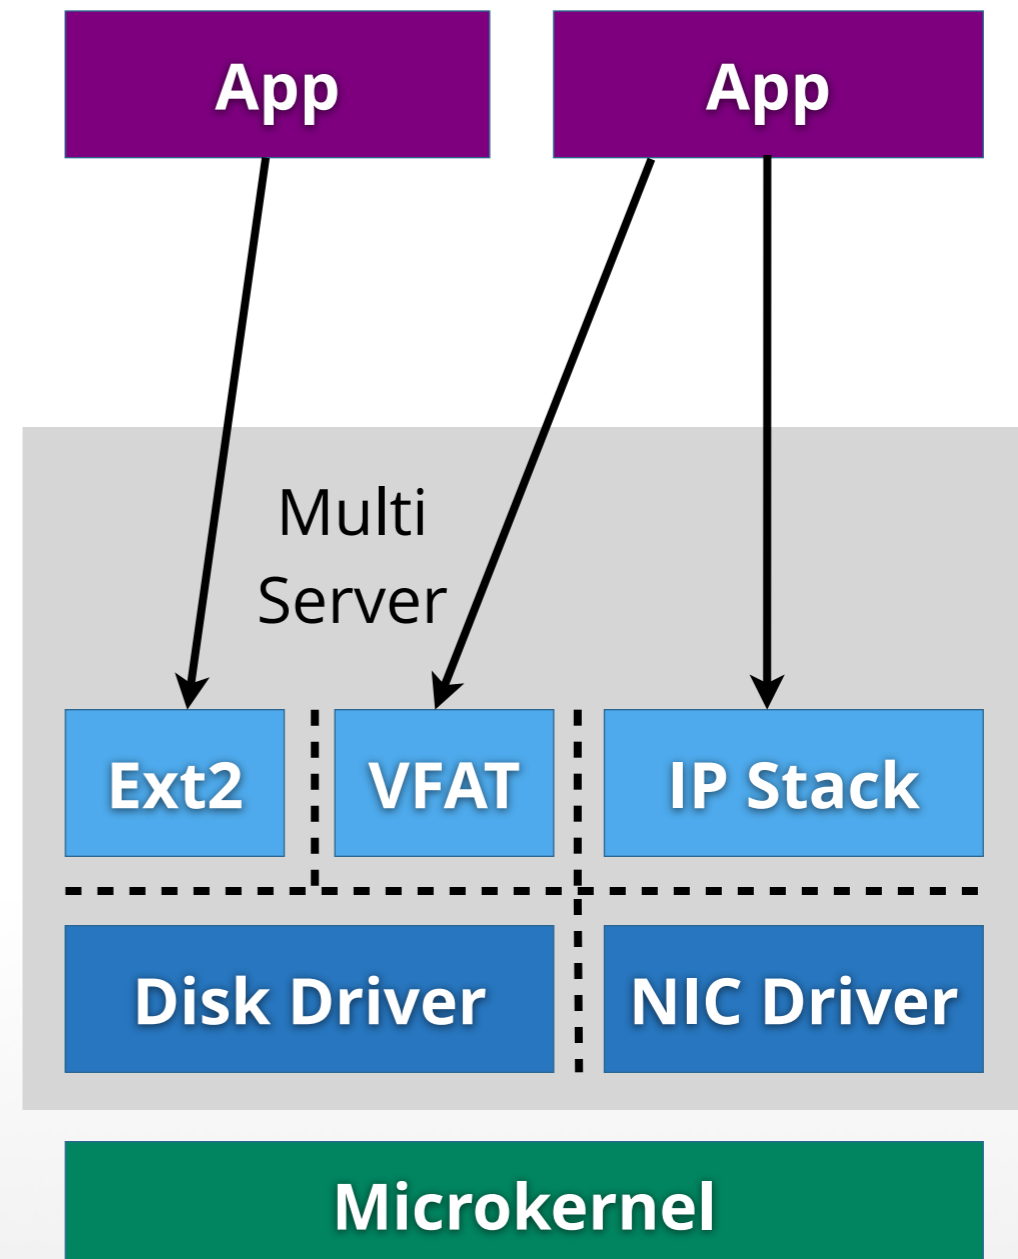 App
App
Multi
Server
Ext2
VFAT
IP Stack
Disk Driver
NIC Driver
Microkernel